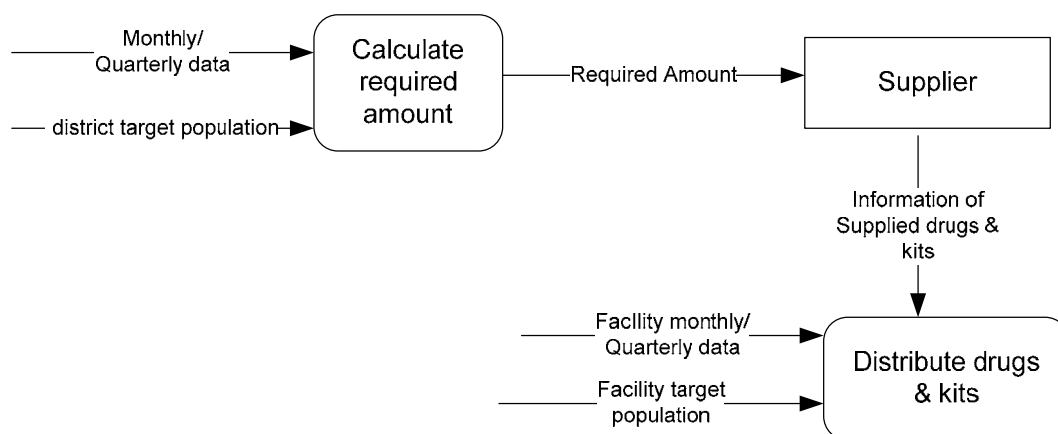 Monthly/
Quarterly data
district target population
Calculate
required
amount
Required Amount
Supplier
Information of
Supplied drugs &
kits
Facility monthly/
Quarterly data
Facility target
population
Distribute drugs
& kits